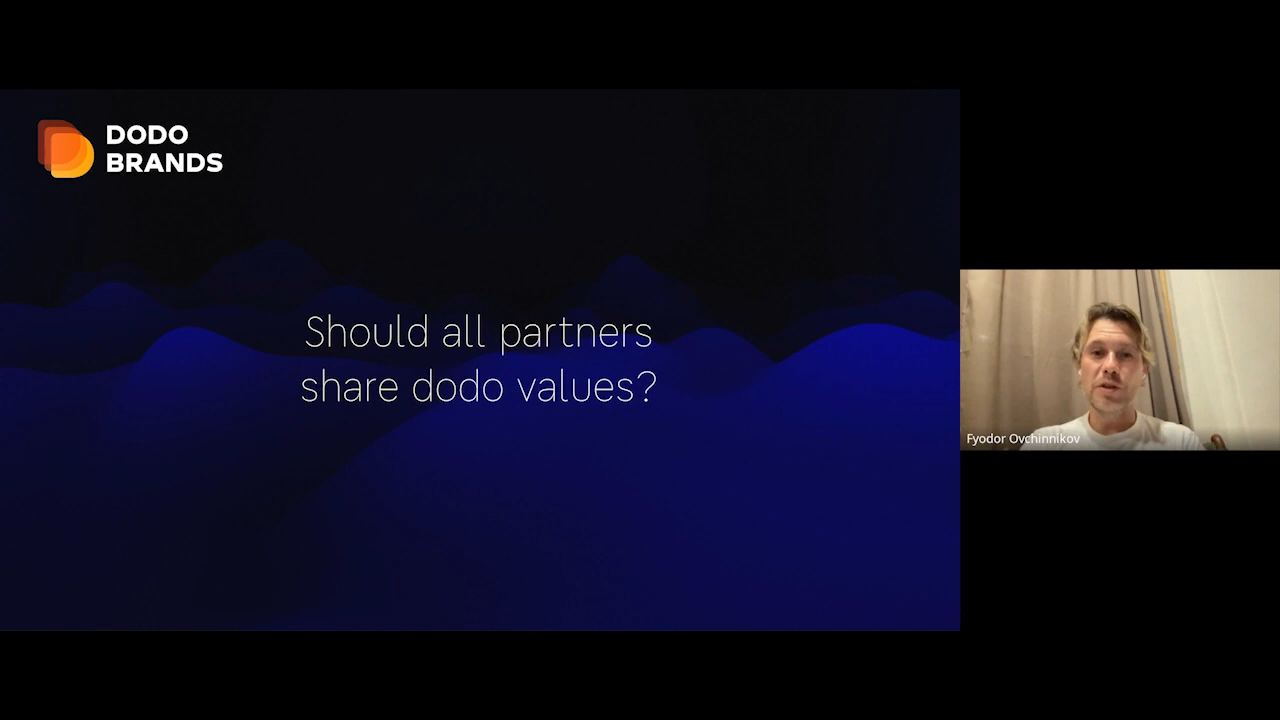 DODO
BRANDS
Should all partners
share dodo values?
Fyodor Ovchinnikov